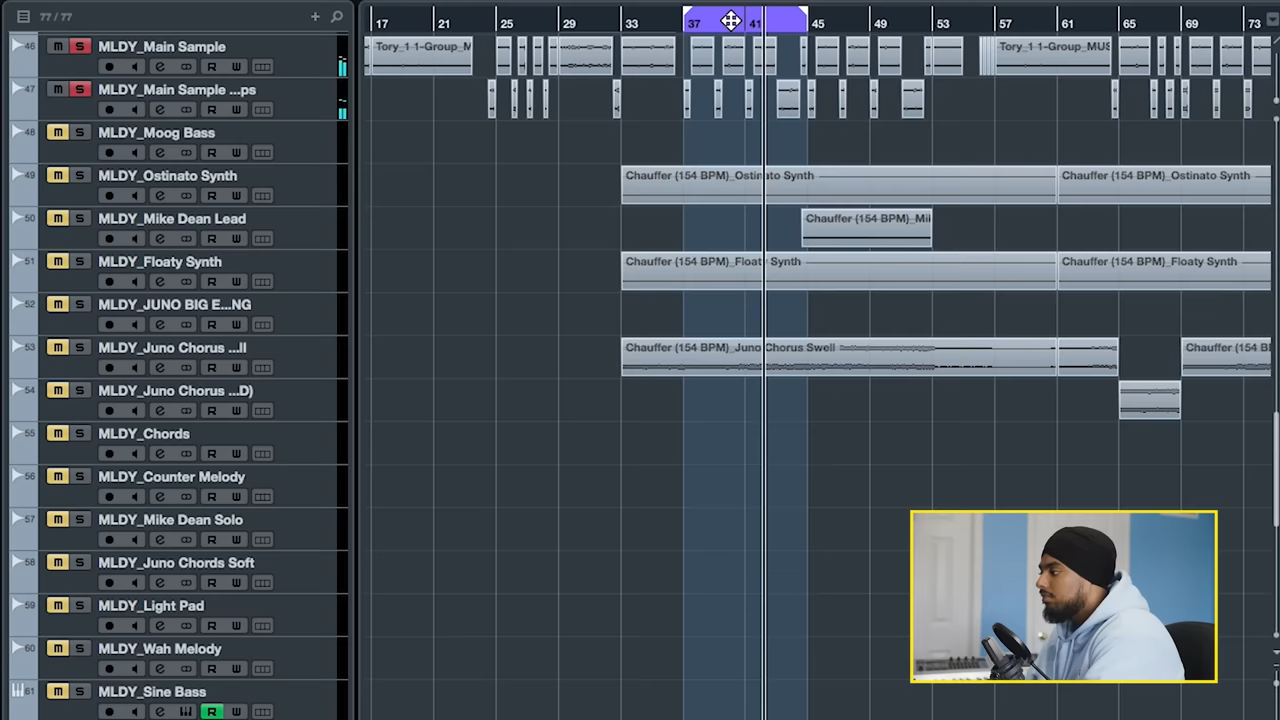 77 / 77
17 21 25 29 33 37 41 45 49 53 57 61 65 69 73
46 m S MLDY_Main Sample
e R W
Tory_1 1-Group_M Tory_1 1-Group_MUS
47 m S MLDY_Main Sample ...ps
e R W
48 m S MLDY_Moog Bass
e R W
49 m S MLDY_Ostinato Synth
e R W
Chauffer (154 BPM)_Ostinato Synth Chauffer (154 BPM)_Ostinato Synth
50 m S MLDY_Mike Dean Lead
e R W
Chauffer (154 BPM)_Mi
51 m S MLDY_Floaty Synth
e R W
Chauffer (154 BPM)_Floaty Synth Chauffer (154 BPM)_Floaty Synth
52 m S MLDY_JUNO BIG E...NG
e R W
53 m S MLDY_Juno Chorus ...ll
e R W
Chauffer (154 BPM)_Juno Chorus Swell Chauffer (154 B
54 m S MLDY_Juno Chorus ...D)
e R W
55 m S MLDY_Chords
e R W
56 m S MLDY_Counter Melody
e R W
57 m S MLDY_Mike Dean Solo
e R W
58 m S MLDY_Juno Chords Soft
e R W
59 m S MLDY_Light Pad
e R W
60 m S MLDY_Wah Melody
e R W
61 m S MLDY_Sine Bass
e R W